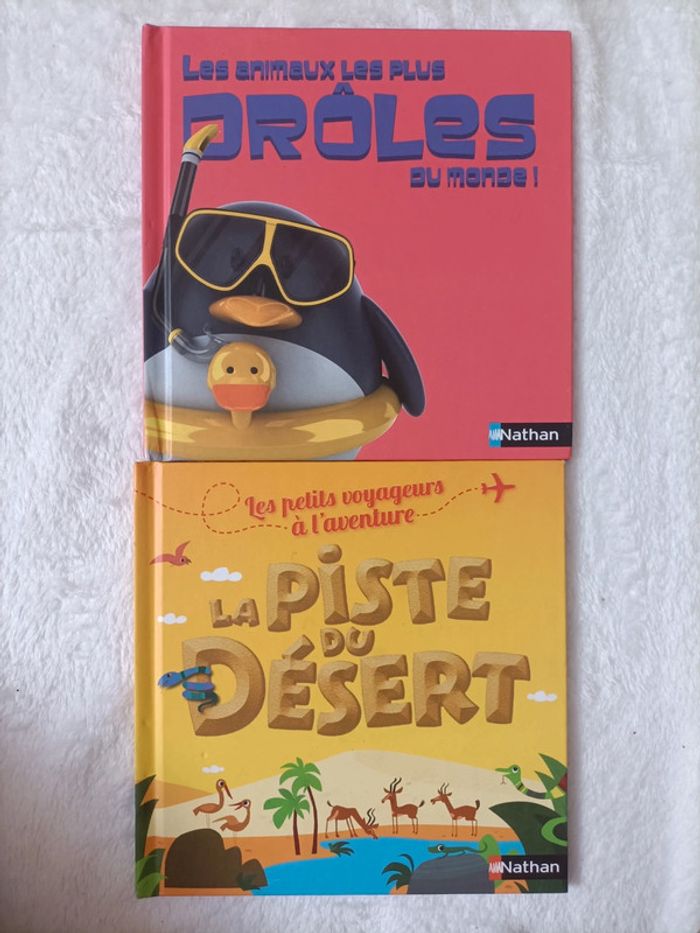 Les animaux les plus
DRÔLes
DU MONDE !
Nathan
Les petits voyageurs
à l'aventure
LA PISTE
DU
DÉSERT
Nathan